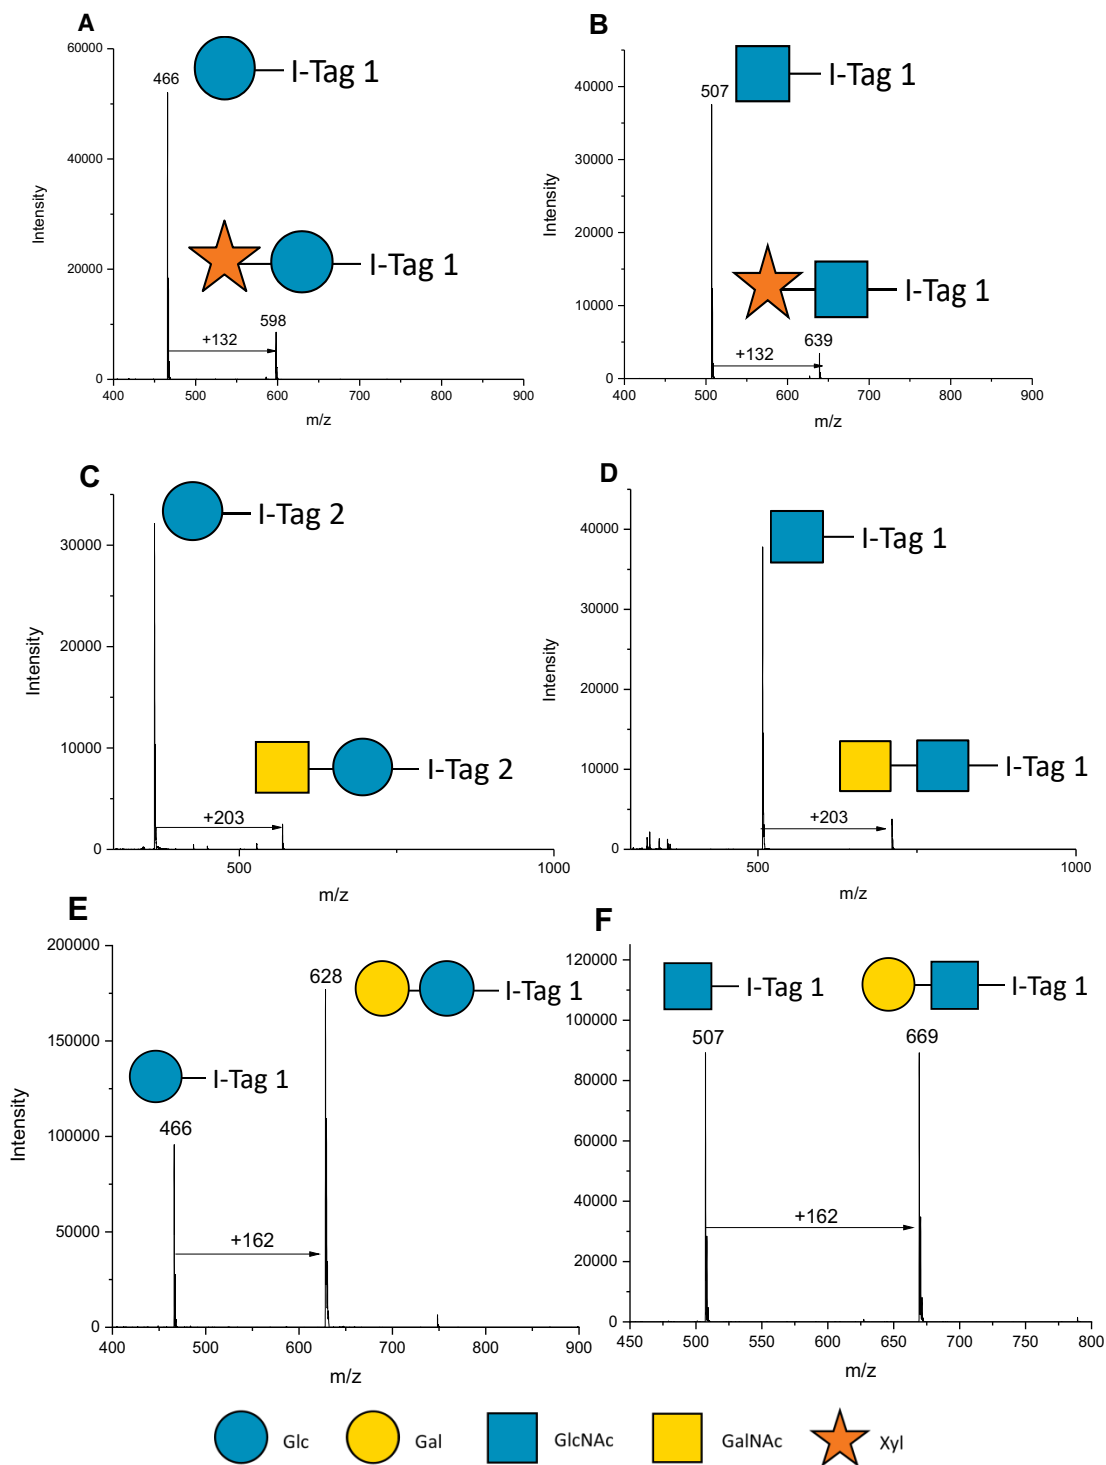 A
60000
40000
20000
0
Intensity
466
I-Tag 1
I-Tag 1
598
+132
400 500 600 700 800 900
m/z
B
40000
30000
20000
10000
0
Intensity
507
I-Tag 1
I-Tag 1
639
+132
400 500 600 700 800 900
m/z
C
30000
20000
10000
0
Intensity
I-Tag 2
I-Tag 2
+203
500 1000
m/z
D
40000
30000
20000
10000
0
Intensity
I-Tag 1
I-Tag 1
+203
500 1000
m/z
E
200000
150000
100000
50000
0
Intensity
628
I-Tag 1
I-Tag 1
466
+162
400 500 600 700 800 900
m/z
F
120000
100000
80000
60000
40000
20000
0
Intensity
I-Tag 1
I-Tag 1
507
669
+162
450 500 550 600 650 700 750 800
m/z
Glc Gal GlcNAc GalNAc Xyl